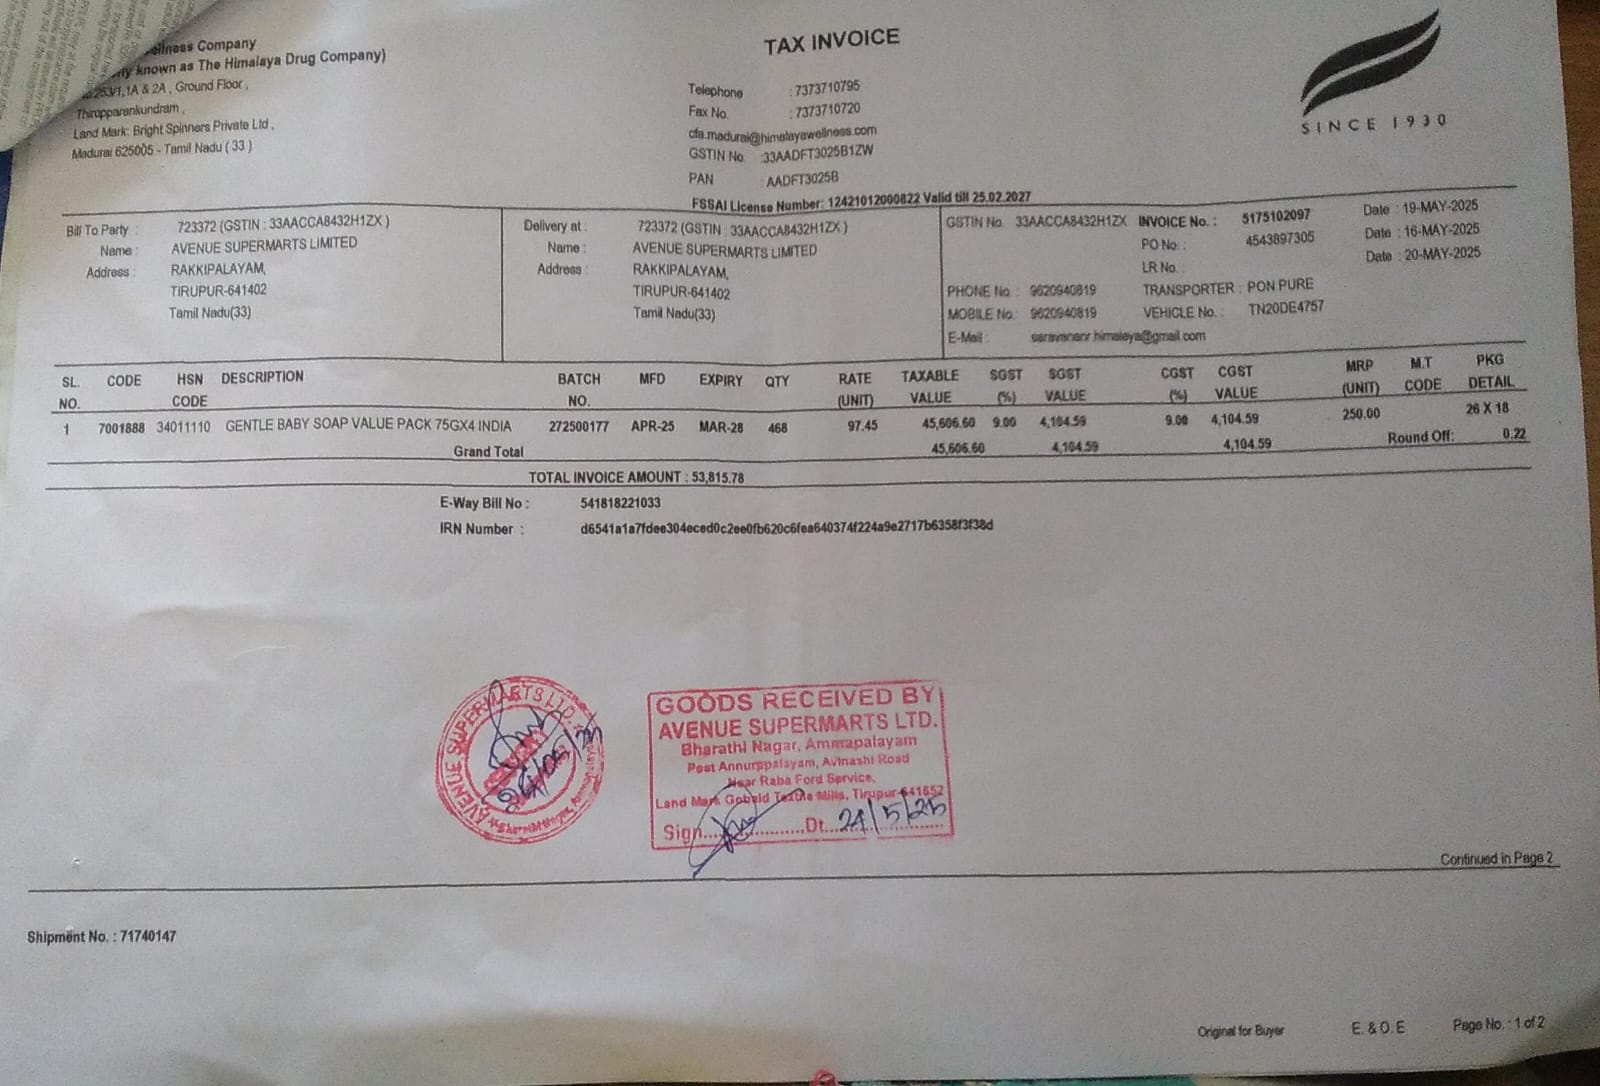 Company
known as The Himalaya Drug Company)
1A & 2A , Ground Floor ,
Thirupparankundram ,
Land Mark: Bright Spinners Private Ltd ,
Madurai 625005 - Tamil Nadu ( 33 )
TAX INVOICE
Telephone : 7373710795
Fax No. : 7373710720
cfa.madurai@himalayawellness.com
GSTIN No. :33AADFT3025B1ZW
PAN : AADFT3025B
FSSAI License Number: 12421012000822 Valid till 25.02.2027
SINCE 1930
Bill To Party : 723372 (GSTIN : 33AACCA8432H1ZX )
Name : AVENUE SUPERMARTS LIMITED
Address : RAKKIPALAYAM,
TIRUPUR-641402
Tamil Nadu(33)
Delivery at : 723372 (GSTIN : 33AACCA8432H1ZX )
Name : AVENUE SUPERMARTS LIMITED
Address : RAKKIPALAYAM,
TIRUPUR-641402
Tamil Nadu(33)
GSTIN No. 33AACCA8432H1ZX INVOICE No. : 5175102097 Date : 19-MAY-2025
PO No. : 4543897305 Date : 16-MAY-2025
LR No. Date : 20-MAY-2025
PHONE No. : 9620940819 TRANSPORTER : PON PURE
MOBILE No. : 9620940819 VEHICLE No. : TN20DE4757
E-Mail : saravananr.himalaya@gmail.com
SL. NO. CODE HSN CODE DESCRIPTION BATCH NO. MFD EXPIRY QTY RATE (UNIT) TAXABLE VALUE SGST (%) SGST VALUE CGST (%) CGST VALUE MRP (UNIT) M.T CODE PKG DETAIL
1 7001888 34011110 GENTLE BABY SOAP VALUE PACK 75GX4 INDIA 272500177 APR-25 MAR-28 468 97.45 45,606.60 9.00 4,104.59 9.00 4,104.59 250.00 26 X 18
Grand Total 45,606.60 4,104.59 4,104.59 Round Off: 0.22
TOTAL INVOICE AMOUNT : 53,815.78
E-Way Bill No : 541818221033
IRN Number : d6541a1a7fdee304eced0c2ee0fb620c6fea640374f224a9e2717b6358f3f38d
AVENUE SUPERMARTS LTD.
GOODS RECEIVED BY
AVENUE SUPERMARTS LTD.
Bharathi Nagar, Ammapalayam
Post Annurppalayam, Avinashi Road
Near Raba Ford Service,
Land Mark Gobald Textile Mills, Tirupur-641652
Sign............Dt. 24/5/25
Continued in Page 2
Shipment No. : 71740147
Original for Buyer E. & O.E Page No. : 1 of 2